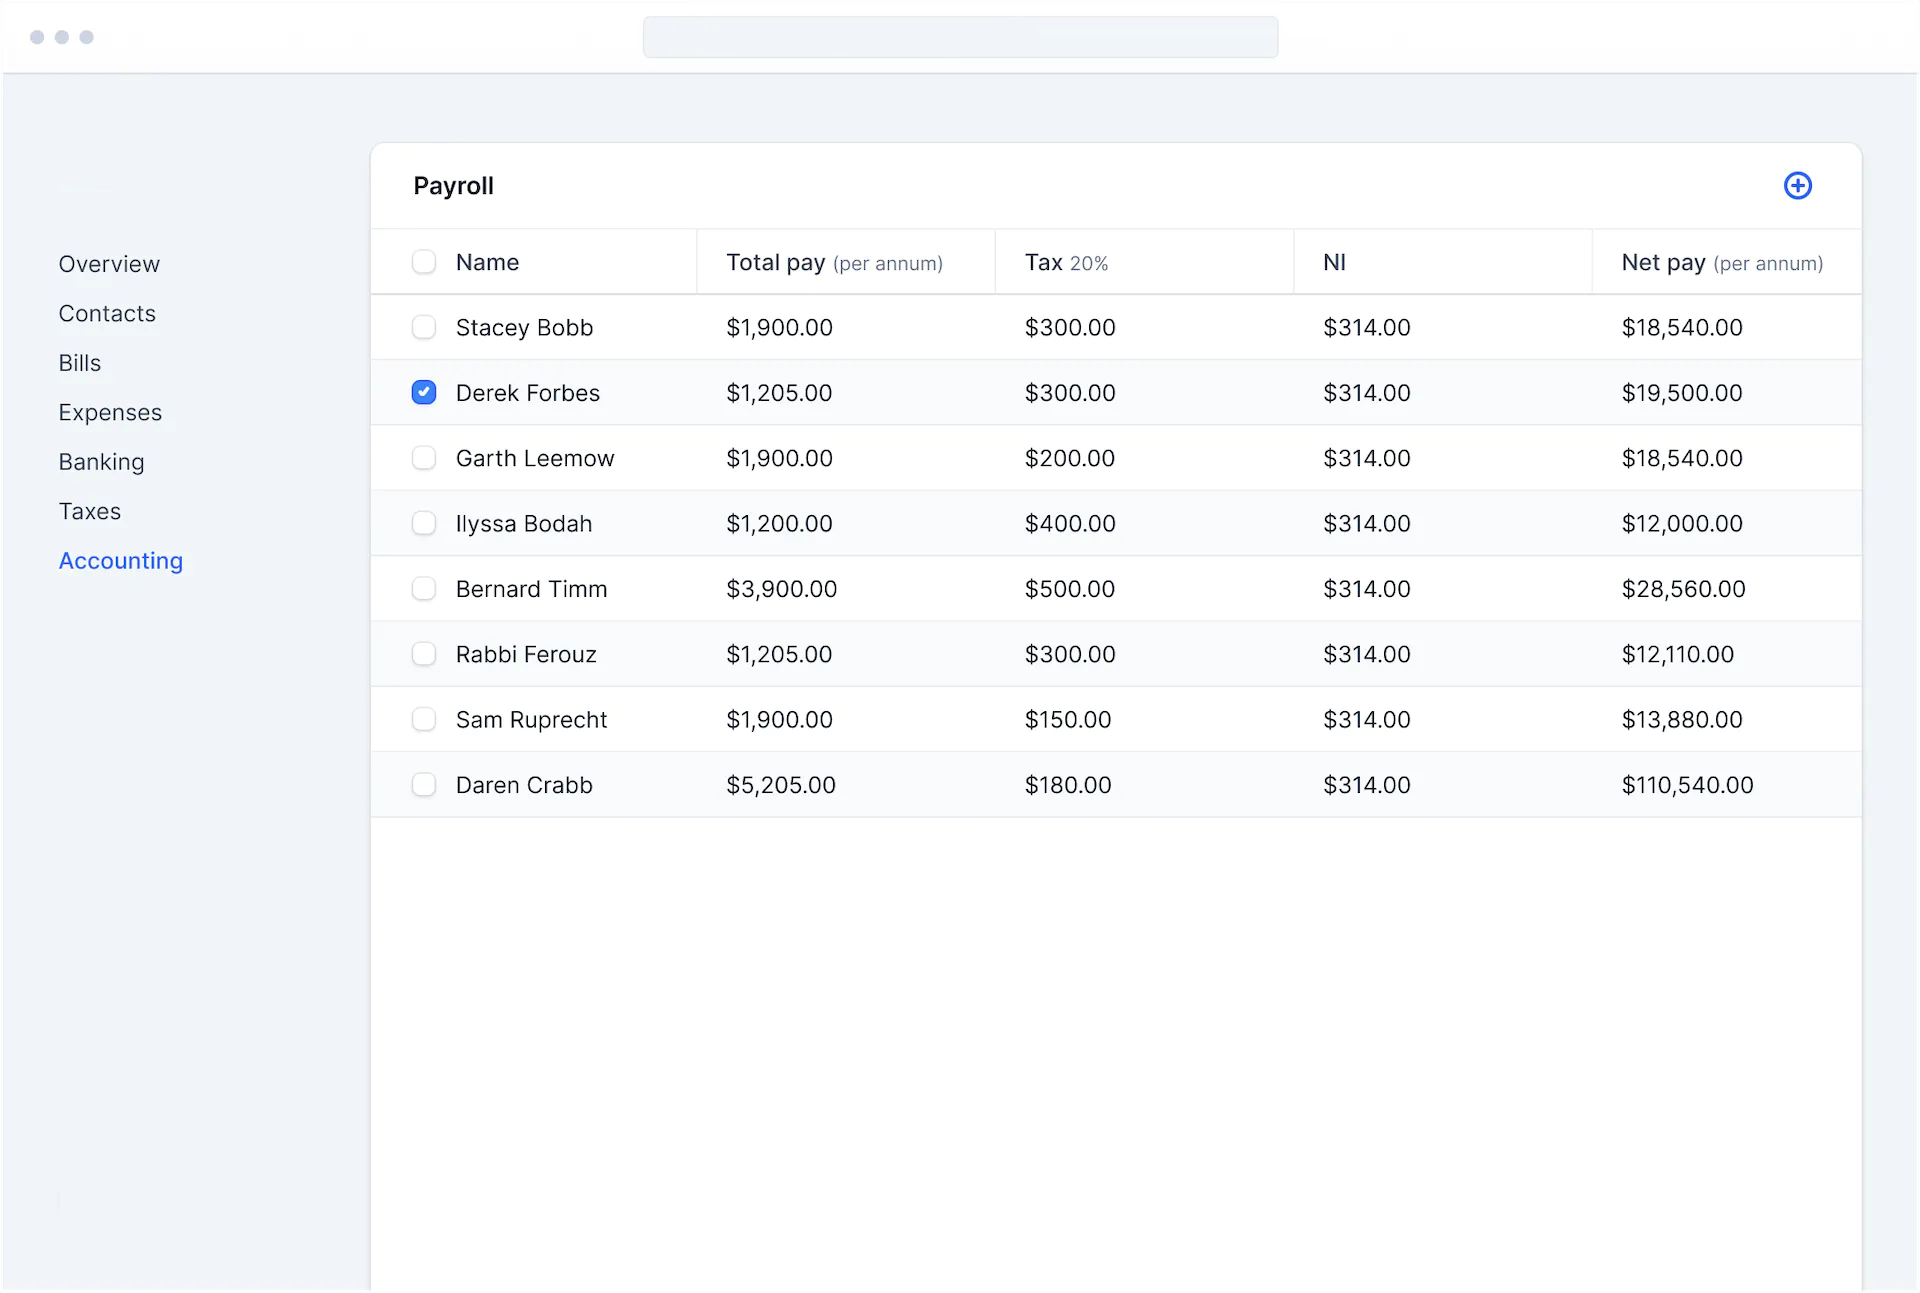 Payroll
Overview
Contacts
Bills
Expenses
Banking
Taxes
Accounting
Name Total pay (per annum) Tax 20% NI Net pay (per annum)
Stacey Bobb $1,900.00 $300.00 $314.00 $18,540.00
Derek Forbes $1,205.00 $300.00 $314.00 $19,500.00
Garth Leemow $1,900.00 $200.00 $314.00 $18,540.00
Ilyssa Bodah $1,200.00 $400.00 $314.00 $12,000.00
Bernard Timm $3,900.00 $500.00 $314.00 $28,560.00
Rabbi Ferouz $1,205.00 $300.00 $314.00 $12,110.00
Sam Ruprecht $1,900.00 $150.00 $314.00 $13,880.00
Daren Crabb $5,205.00 $180.00 $314.00 $110,540.00